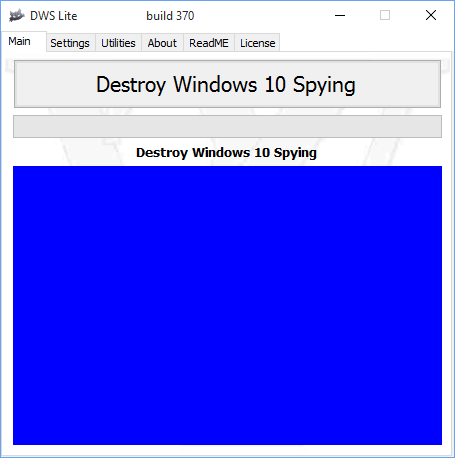 DWS Lite build 370
Main Settings Utilities About ReadME License
Destroy Windows 10 Spying
Destroy Windows 10 Spying